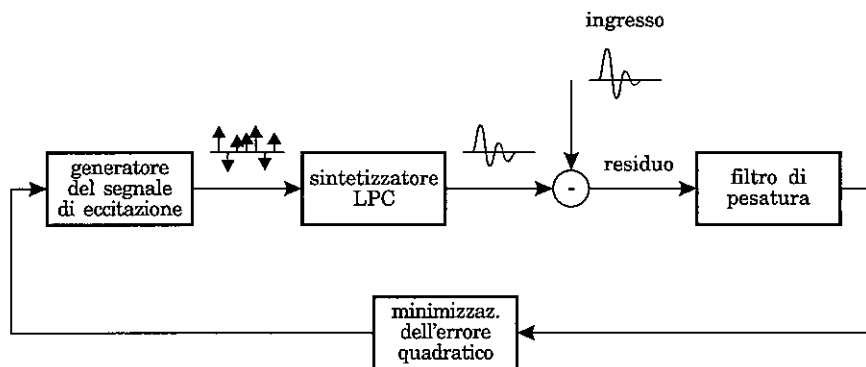 ingresso
generatore
del segnale
di eccitazione
sintetizzatore
LPC
-
residuo
filtro di
pesatura
minimizzaz.
dell'errore
quadratico